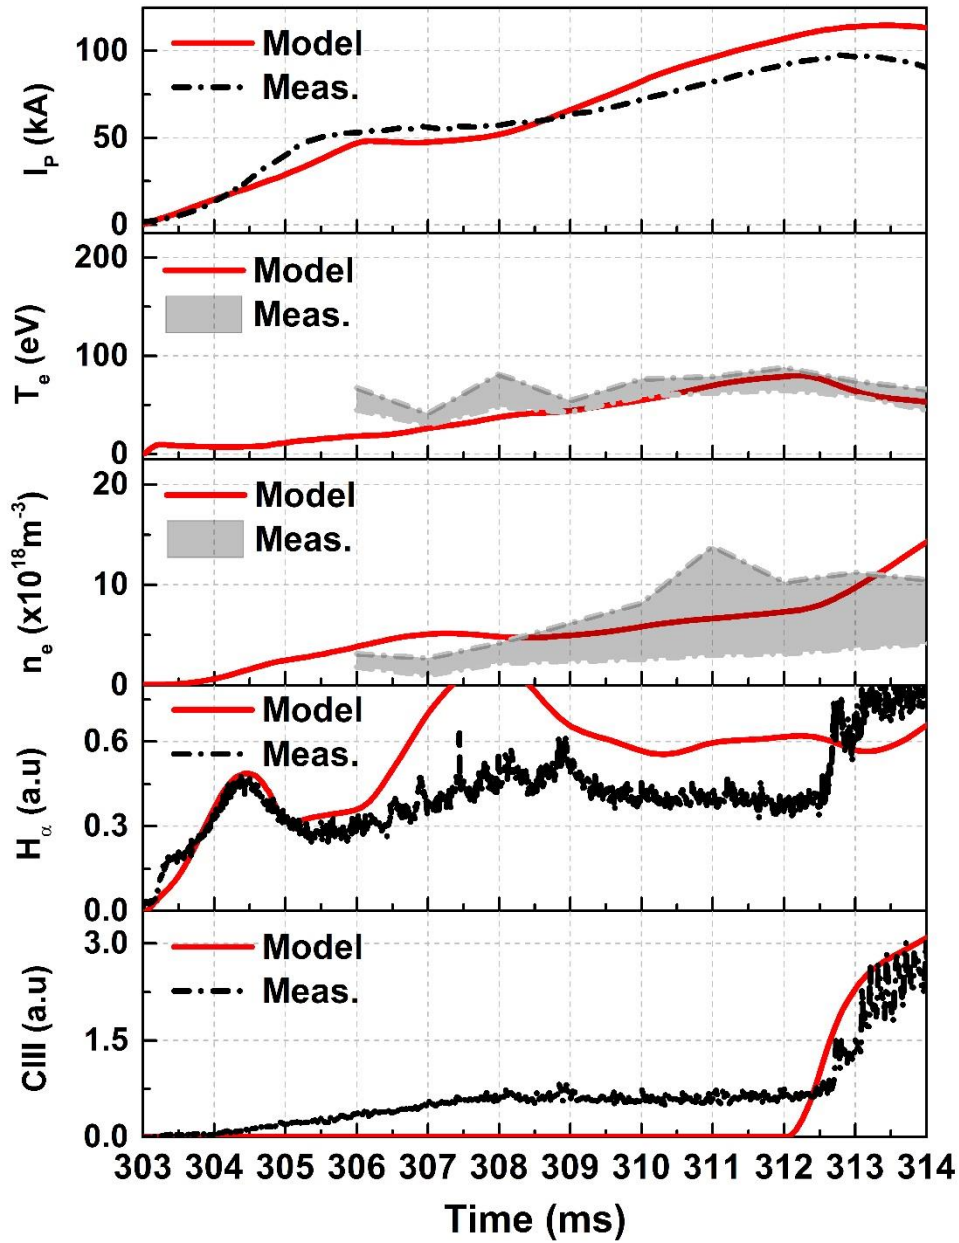 Model
Meas.
100
50
0
I_P (kA)
Model
Meas.
200
100
0
T_e (eV)
Model
Meas.
20
10
0
n_e (x10^18 m^-3)
Model
Meas.
0.6
0.3
0.0
H_α (a.u)
Model
Meas.
3.0
1.5
0.0
CIII (a.u)
303 304 305 306 307 308 309 310 311 312 313 314
Time (ms)